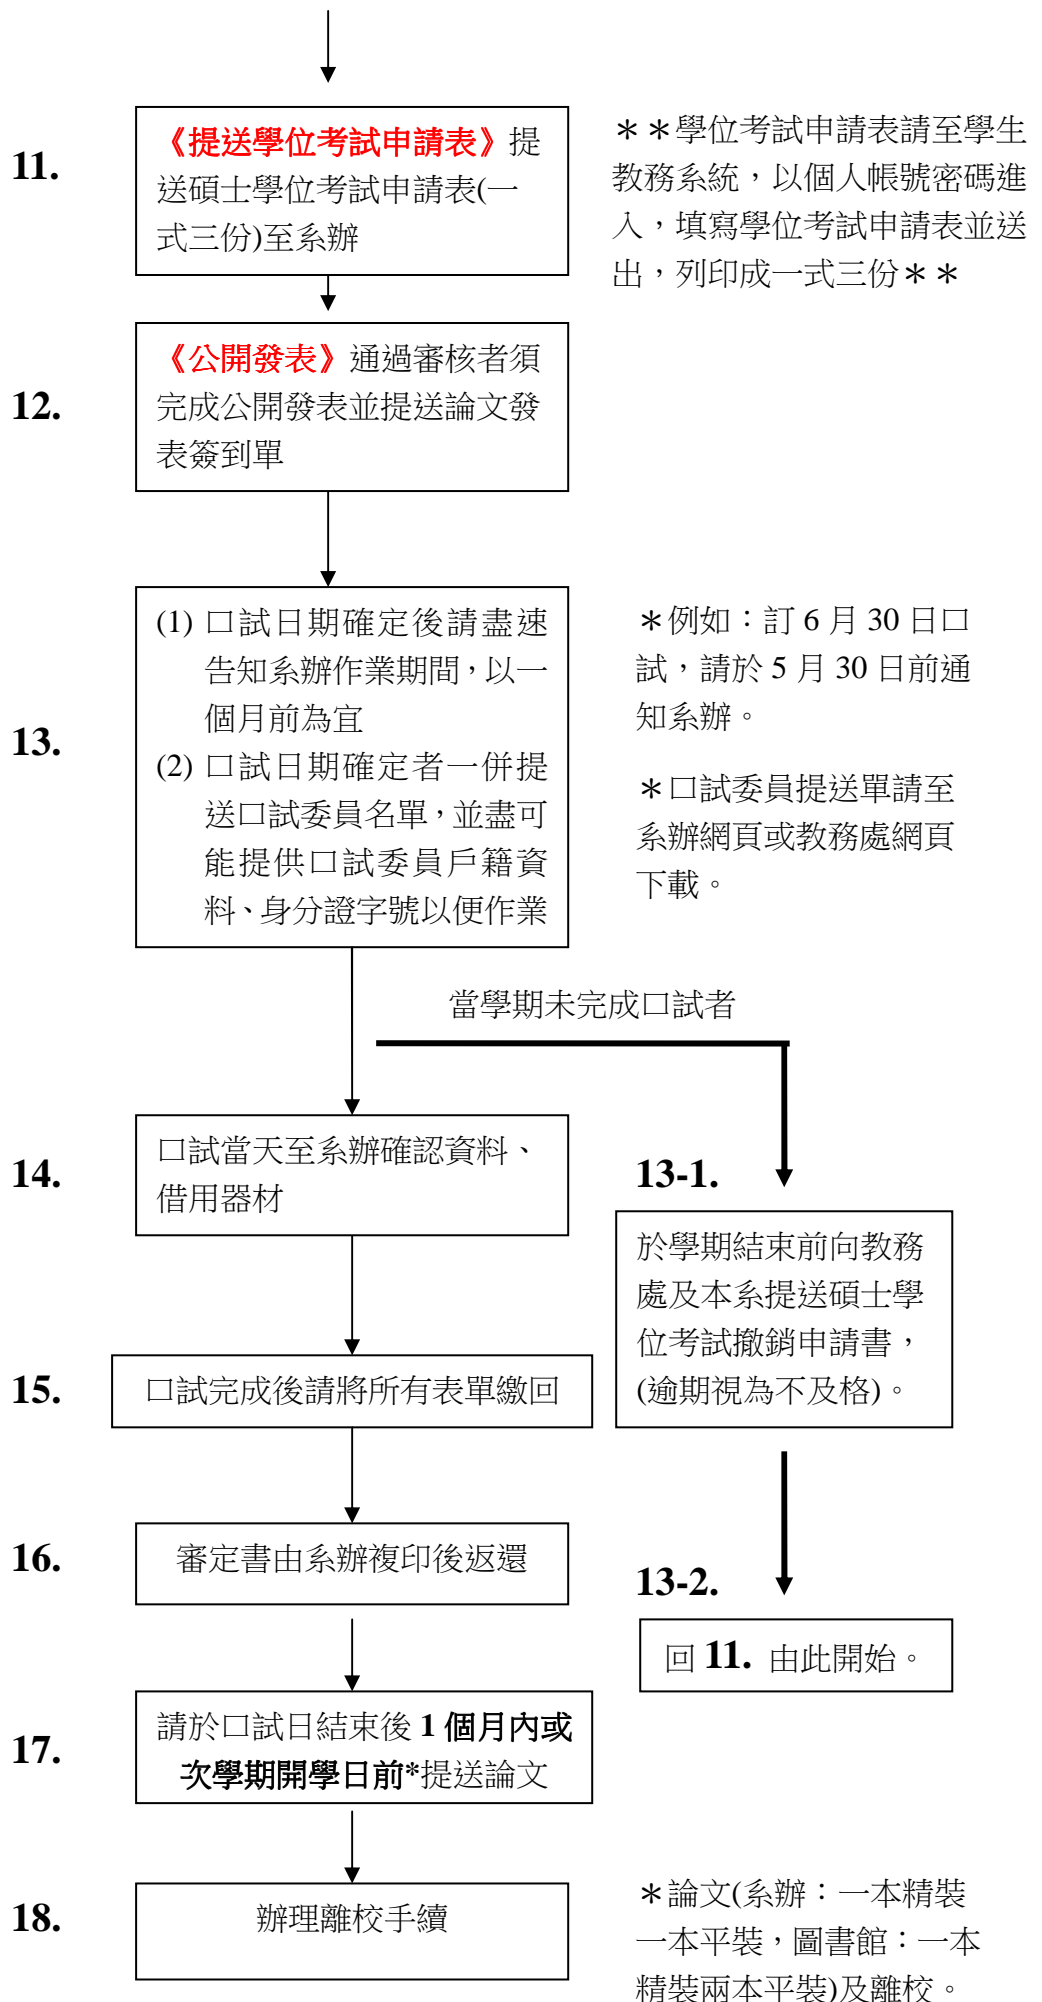 11.
《提送學位考試申請表》提
送碩士學位考試申請表(一
式三份)至系辦
＊＊學位考試申請表請至學生
教務系統，以個人帳號密碼進
入，填寫學位考試申請表並送
出，列印成一式三份＊＊
12.
《公開發表》通過審核者須
完成公開發表並提送論文發
表簽到單
13.
(1) 口試日期確定後請盡速
告知系辦作業期間，以一
個月前為宜
(2) 口試日期確定者一併提
送口試委員名單，並盡可
能提供口試委員戶籍資
料、身分證字號以便作業
＊例如：訂 6 月 30 日口
試，請於 5 月 30 日前通
知系辦。
＊口試委員提送單請至
系辦網頁或教務處網頁
下載。
當學期未完成口試者
14.
口試當天至系辦確認資料、
借用器材
13-1.
於學期結束前向教務
處及本系提送碩士學
位考試撤銷申請書，
(逾期視為不及格)。
15.
口試完成後請將所有表單繳回
16.
審定書由系辦複印後返還
13-2.
回 11. 由此開始。
17.
請於口試日結束後 1 個月內或
次學期開學日前*提送論文
18.
辦理離校手續
＊論文(系辦：一本精裝
一本平裝，圖書館：一本
精裝兩本平裝)及離校。